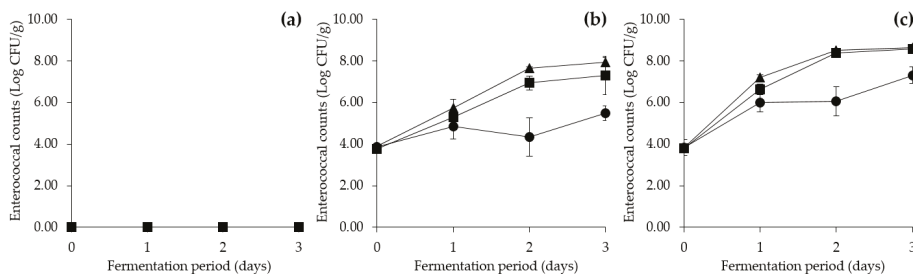 (a)
10.00
8.00
6.00
4.00
2.00
0.00
Enterococcal counts (Log CFU/g)
0 1 2 3
Fermentation period (days)
(b)
10.00
8.00
6.00
4.00
2.00
0.00
Enterococcal counts (Log CFU/g)
0 1 2 3
Fermentation period (days)
(c)
10.00
8.00
6.00
4.00
2.00
0.00
Enterococcal counts (Log CFU/g)
0 1 2 3
Fermentation period (days)